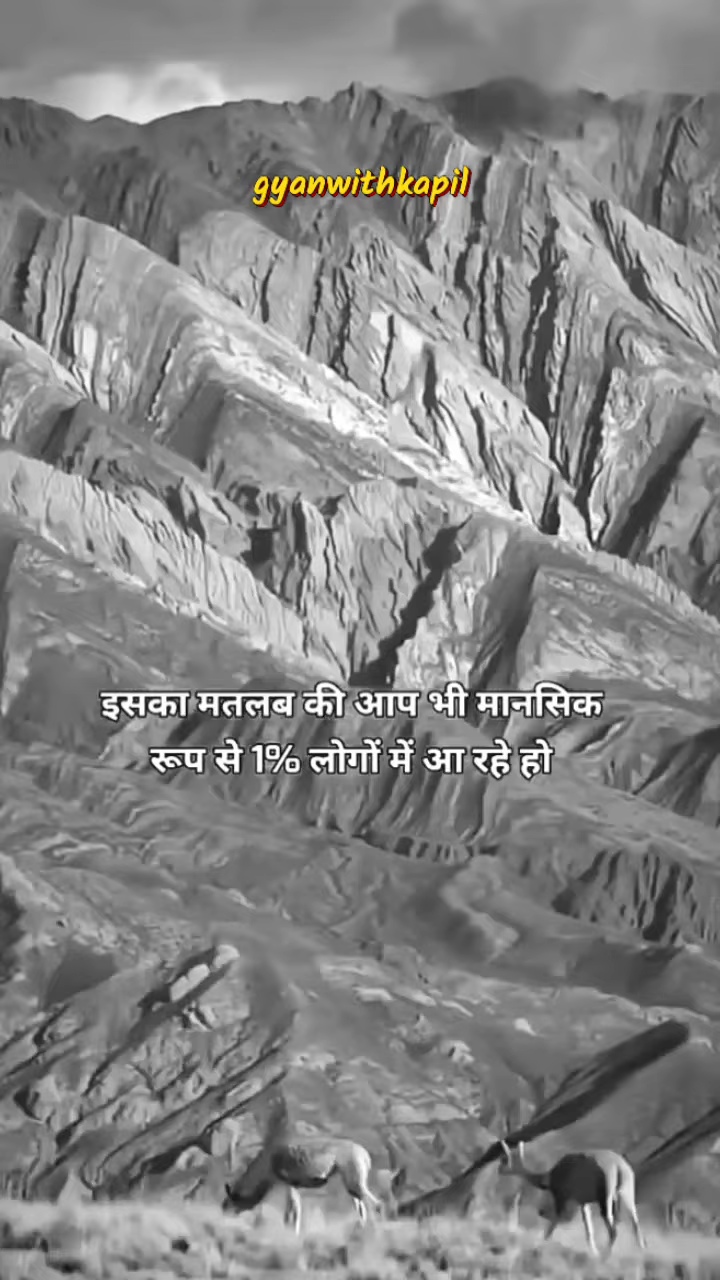 gyanwithkapil
इसका मतलब की आप भी मानसिक
रूप से 1% लोगों में आ रहे हो